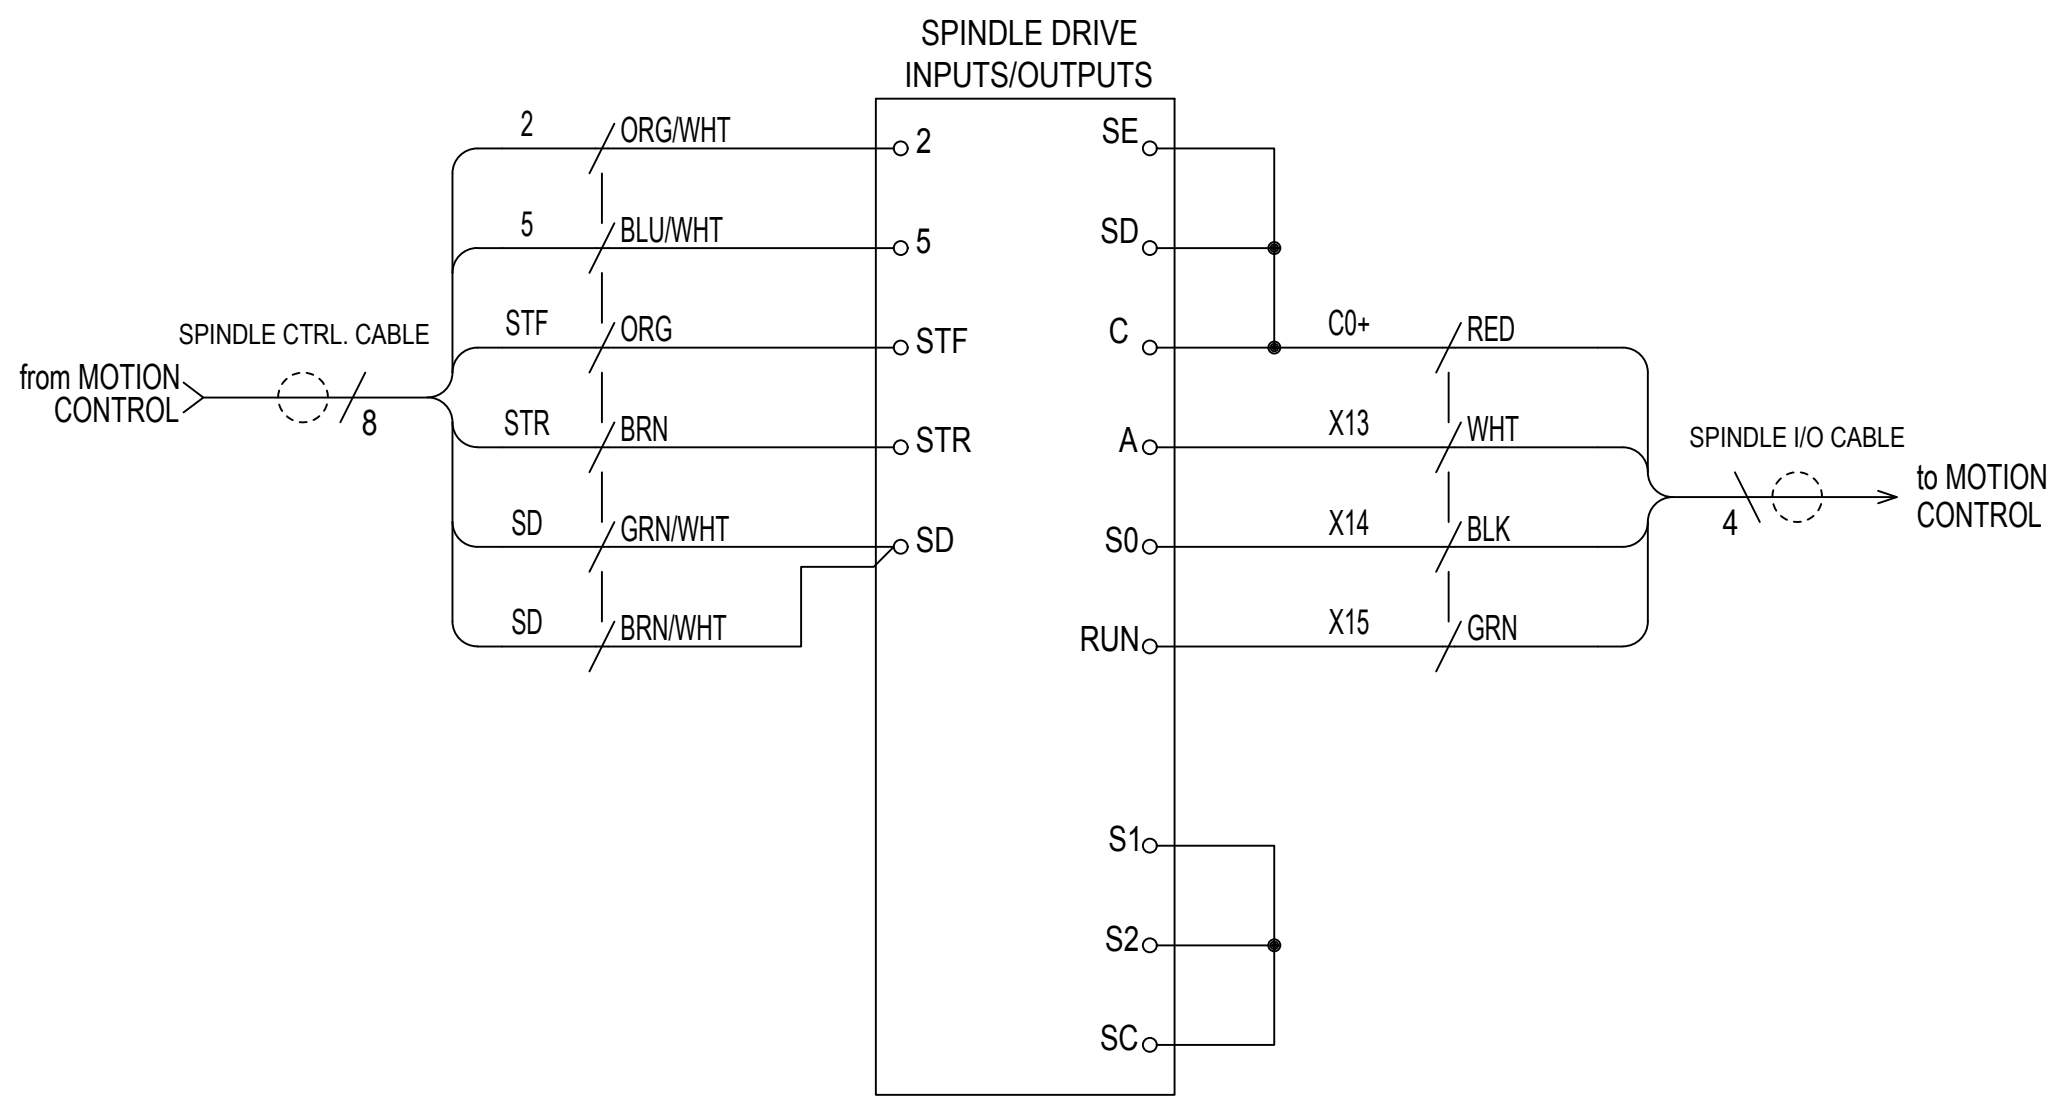 SPINDLE DRIVE
INPUTS/OUTPUTS
2
ORG/WHT
2
5
BLU/WHT
5
STF
ORG
STF
STR
BRN
STR
SD
GRN/WHT
SD
SD
BRN/WHT
SPINDLE CTRL. CABLE
from MOTION
CONTROL
8
SE
SD
C
C0+
RED
A
X13
WHT
S0
X14
BLK
RUN
X15
GRN
SPINDLE I/O CABLE
4
to MOTION
CONTROL
S1
S2
SC